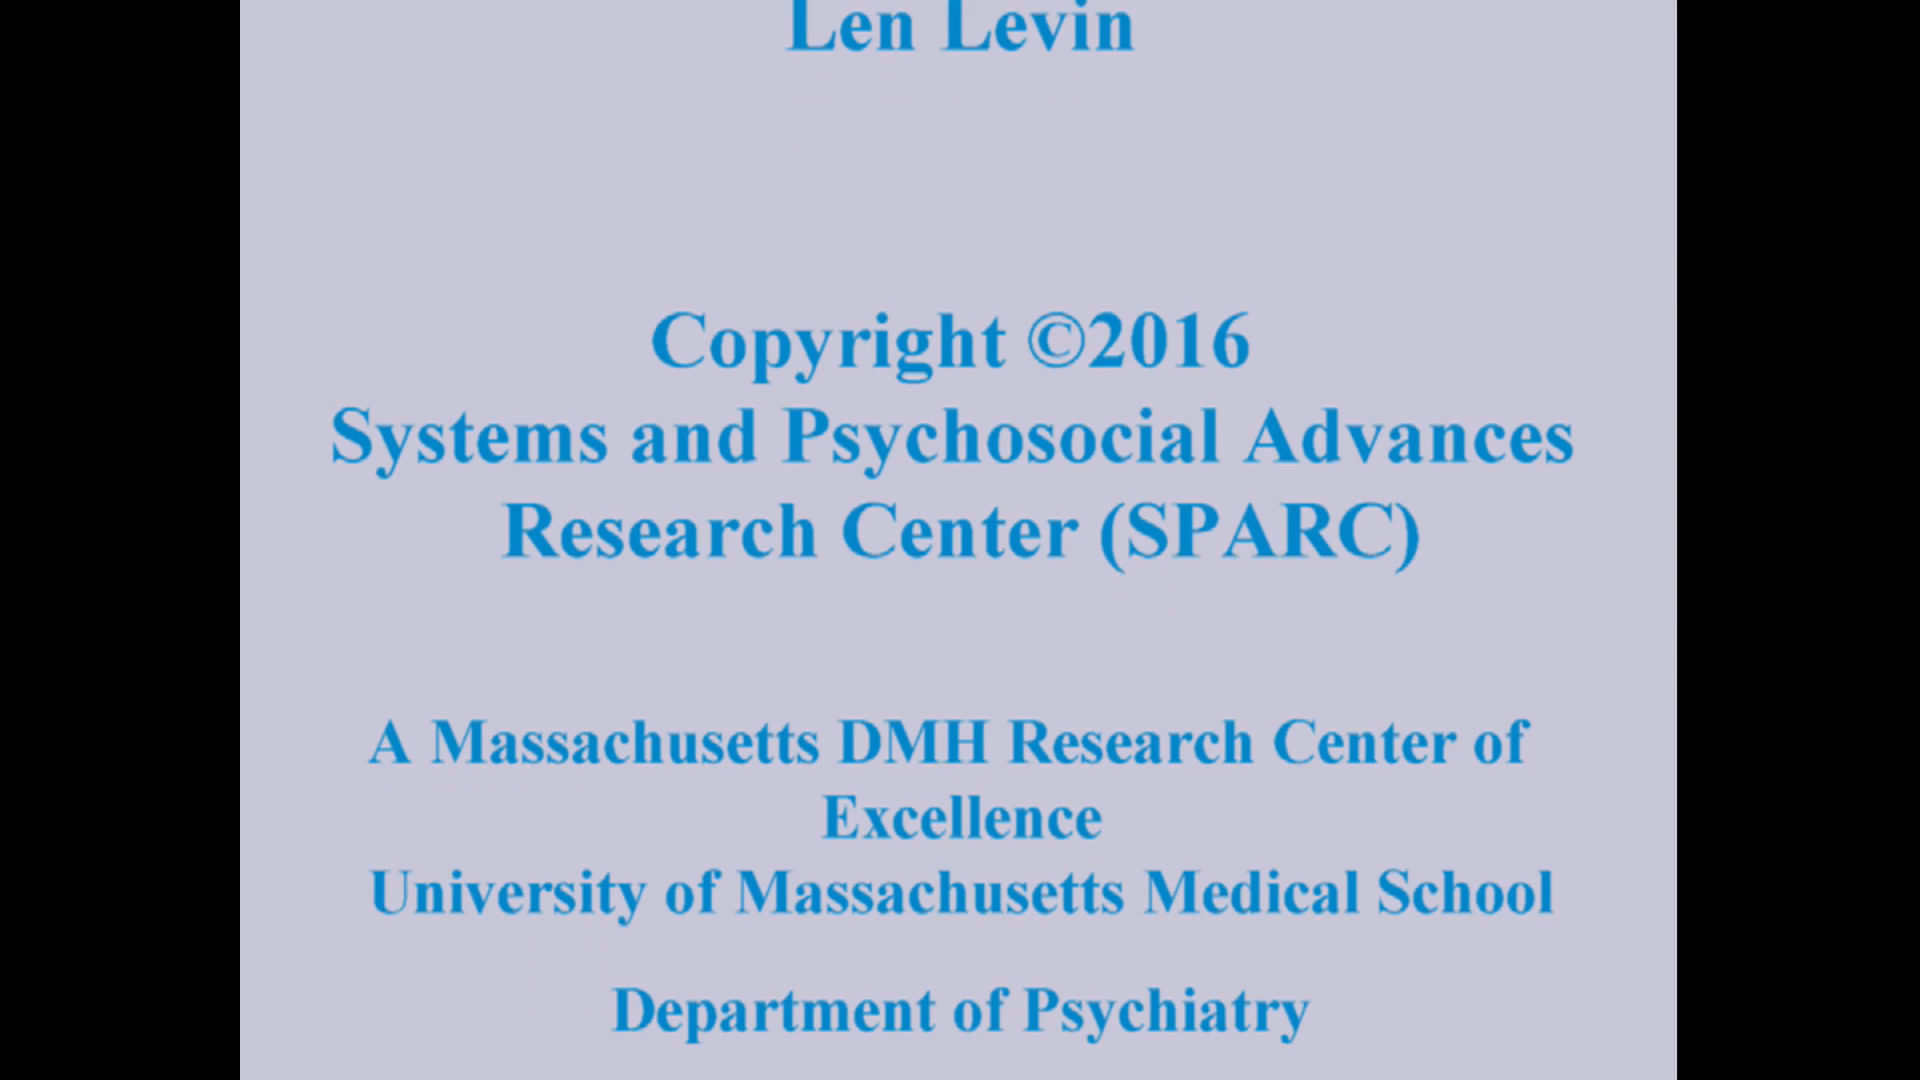 Len Levin
Copyright ©2016
Systems and Psychosocial Advances
Research Center (SPARC)
A Massachusetts DMH Research Center of
Excellence
University of Massachusetts Medical School
Department of Psychiatry